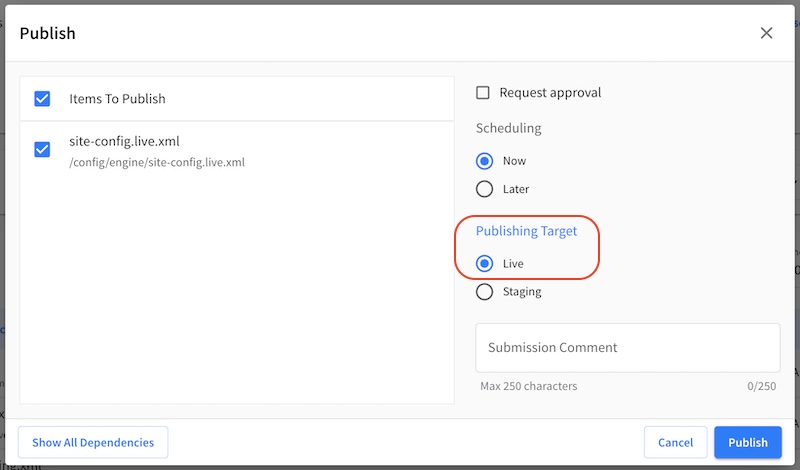 Publish
Items To Publish
site-config.live.xml
/config/engine/site-config.live.xml
Request approval
Scheduling
Now
Later
Publishing Target
Live
Staging
Submission Comment
Max 250 characters 0/250
Show All Dependencies
Cancel
Publish